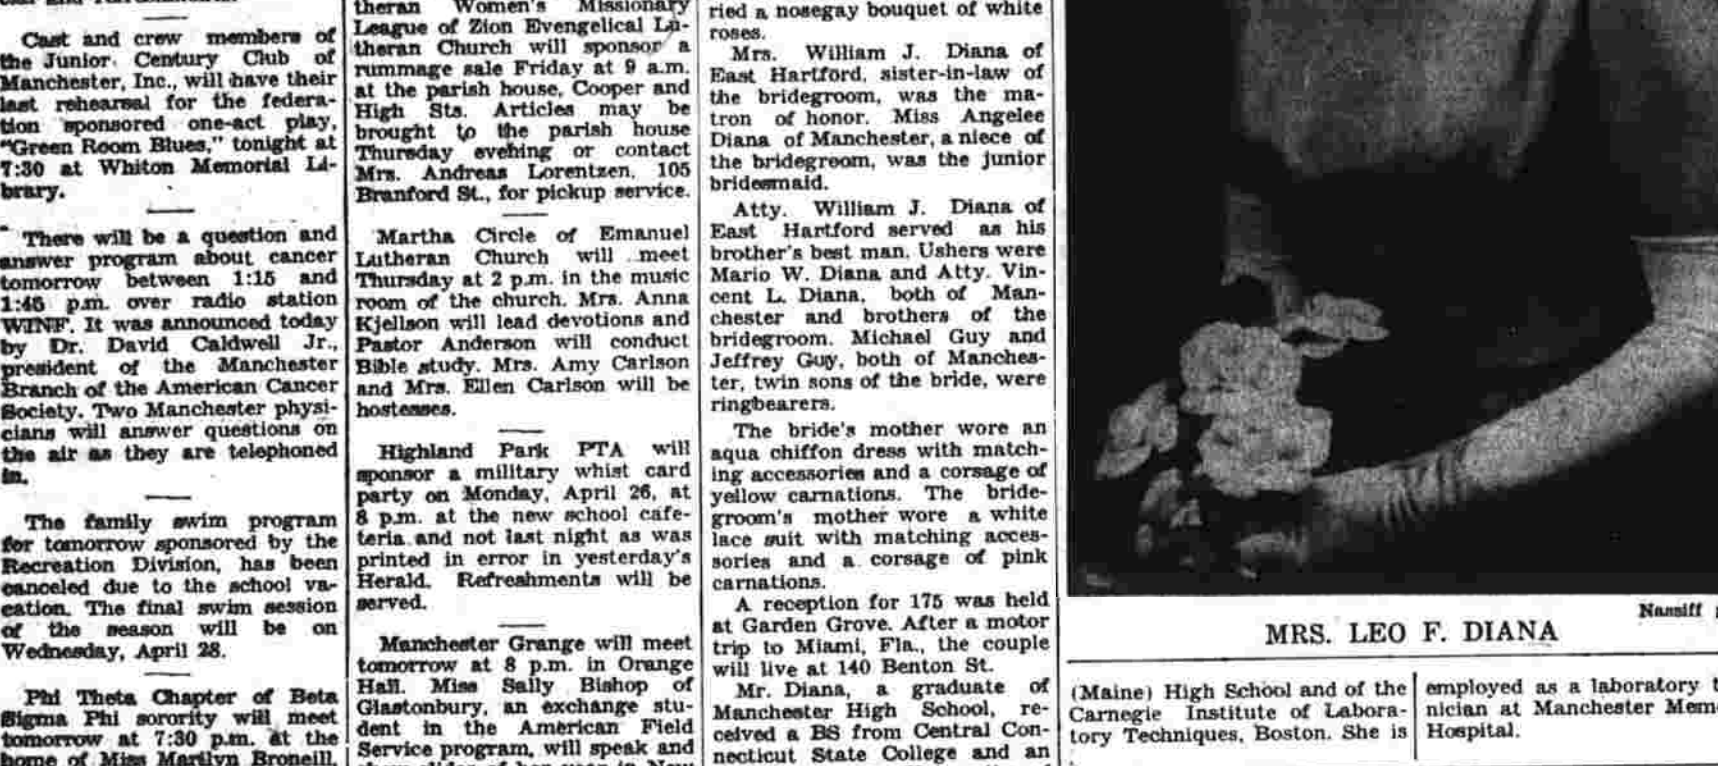 Cast and crew members of
the Junior Century Club of
Manchester, Inc., will have their
last rehearsal for the federa-
tion sponsored one-act play,
"Green Room Blues," tonight at
7:30 at Whiton Memorial Li-
brary.
There will be a question and
answer program about cancer
tomorrow between 1:15 and
1:45 p.m. over radio station
WINF. It was announced today
by Dr. David Caldwell Jr.,
president of the Manchester
Branch of the American Cancer
Society. Two Manchester physi-
cians will answer questions on
the air as they are telephoned
in.
The family swim program
for tomorrow sponsored by the
Recreation Division, has been
canceled due to the school va-
cation. The final swim session
of the season will be on
Wednesday, April 28.
Phi Theta Chapter of Beta
Sigma Phi sorority will meet
tomorrow at 7:30 p.m. at the
home of Miss Marilyn Broneill,
theran Women's Missionary
League of Zion Evengelical Lu-
theran Church will sponsor a
rummage sale Friday at 9 a.m.
at the parish house, Cooper and
High Sts. Articles may be
brought to the parish house
Thursday evening or contact
Mrs. Andreas Lorentzen, 105
Branford St., for pickup service.
Martha Circle of Emanuel
Lutheran Church will meet
Thursday at 2 p.m. in the music
room of the church. Mrs. Anna
Kjellson will lead devotions and
Pastor Anderson will conduct
Bible study. Mrs. Amy Carlson
and Mrs. Ellen Carlson will be
hostesses.
Highland Park PTA will
sponsor a military whist card
party on Monday, April 26, at
8 p.m. at the new school cafe-
teria and not last night as was
printed in error in yesterday's
Herald. Refreshments will be
served.
Manchester Grange will meet
tomorrow at 8 p.m. in Orange
Hall. Miss Sally Bishop of
Glastonbury, an exchange stu-
dent in the American Field
Service program, will speak and
ried a nosegay bouquet of white
roses.
Mrs. William J. Diana of
East Hartford, sister-in-law of
the bridegroom, was the ma-
tron of honor. Miss Angelee
Diana of Manchester, a niece of
the bridegroom, was the junior
bridesmaid.
Atty. William J. Diana of
East Hartford served as his
brother's best man. Ushers were
Mario W. Diana and Atty. Vin-
cent L. Diana, both of Man-
chester and brothers of the
bridegroom. Michael Guy and
Jeffrey Guy, both of Manches-
ter, twin sons of the bride, were
ringbearers.
The bride's mother wore an
aqua chiffon dress with match-
ing accessories and a corsage of
yellow carnations. The bride-
groom's mother wore a white
lace suit with matching acces-
sories and a corsage of pink
carnations.
A reception for 175 was held
at Garden Grove. After a motor
trip to Miami, Fla., the couple
will live at 140 Benton St.
Mr. Diana, a graduate of
Manchester High School, re-
ceived a BS from Central Con-
necticut State College and an
Nassiff
MRS. LEO F. DIANA
(Maine) High School and of the
Carnegie Institute of Labora-
tory Techniques, Boston. She is
employed as a laboratory
nician at Manchester
Hospital.